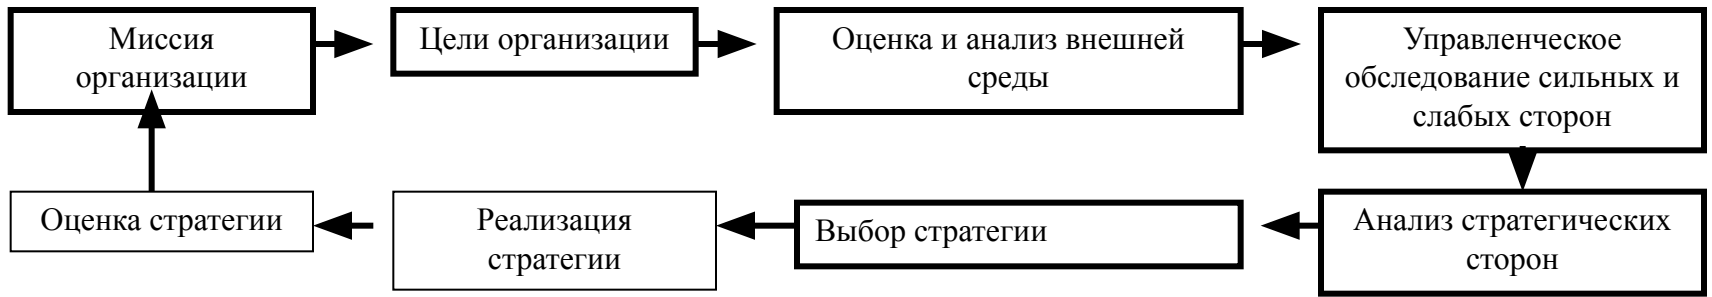 Миссия
организации
Цели организации
Оценка и анализ внешней
среды
Управленческое
обследование сильных и
слабых сторон
Оценка стратегии
Реализация
стратегии
Выбор стратегии
Анализ стратегических
сторон